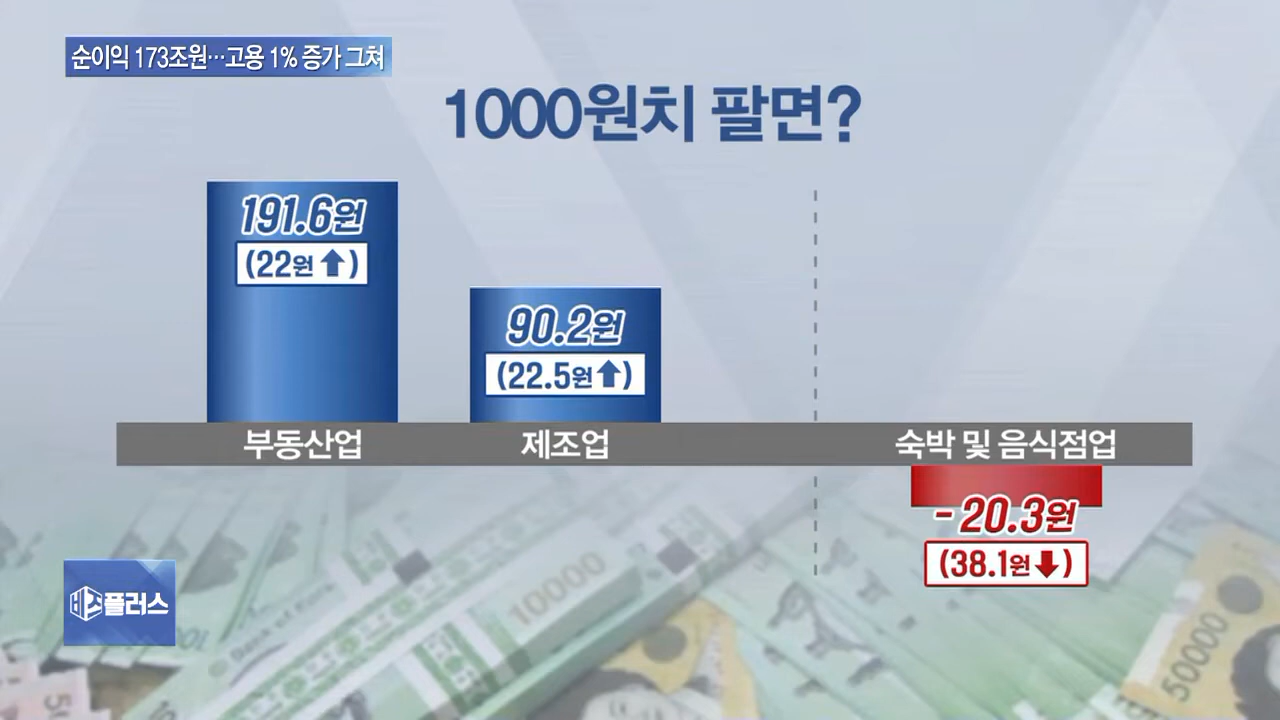 순이익 173조원…고용 1% 증가 그쳐
1000원치 팔면?
191.6원
(22원⬆)
90.2원
(22.5원⬆)
부동산업
제조업
숙박 및 음식점업
- 20.3원
(38.1원⬇)
플러스
10000
50000